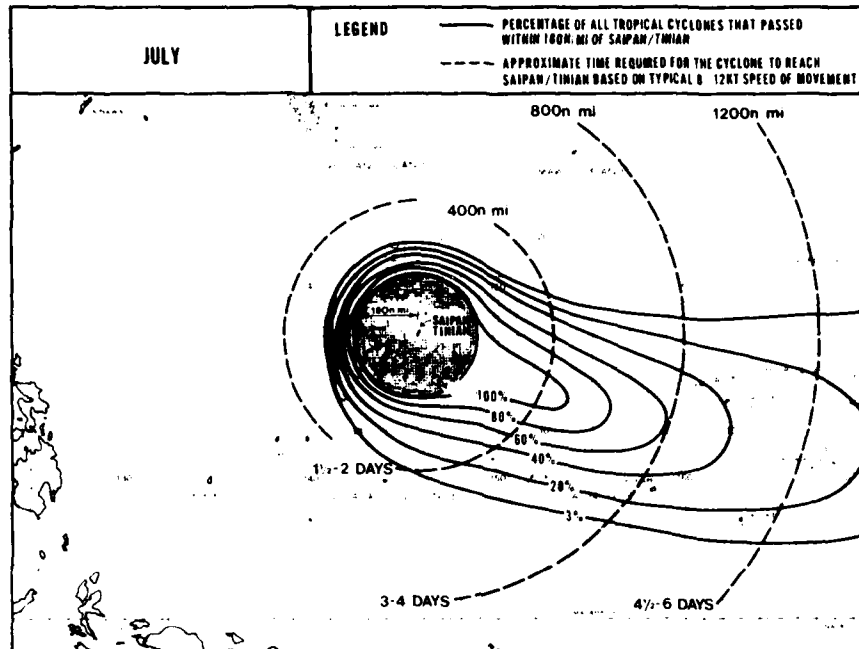 JULY
LEGEND
PERCENTAGE OF ALL TROPICAL CYCLONES THAT PASSED
WITHIN 180N. MI OF SAIPAN/TINIAN
APPROXIMATE TIME REQUIRED FOR THE CYCLONE TO REACH
SAIPAN/TINIAN BASED ON TYPICAL 8 12KT SPEED OF MOVEMENT
800n mi
1200n mi
400n mi
180n mi
SAIPAN
TINIAN
100%
80%
60%
40%
20%
3%
1½-2 DAYS
3-4 DAYS
4½-6 DAYS